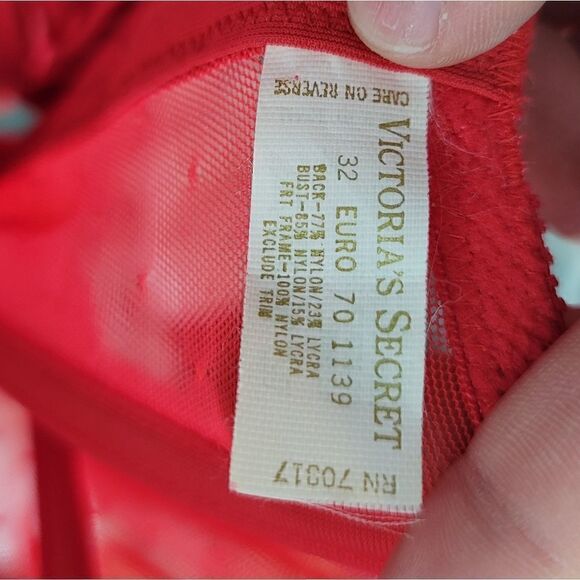 VICTORIA'S SECRET
32 EURO 70 1139
BACK-77% NYLON/23% LYCRA
BUST-85% NYLON/15% LYCRA
FRT FRAME-100% NYLON
EXCLUDE TRIM
CARE ON REVERSE
RN 70317